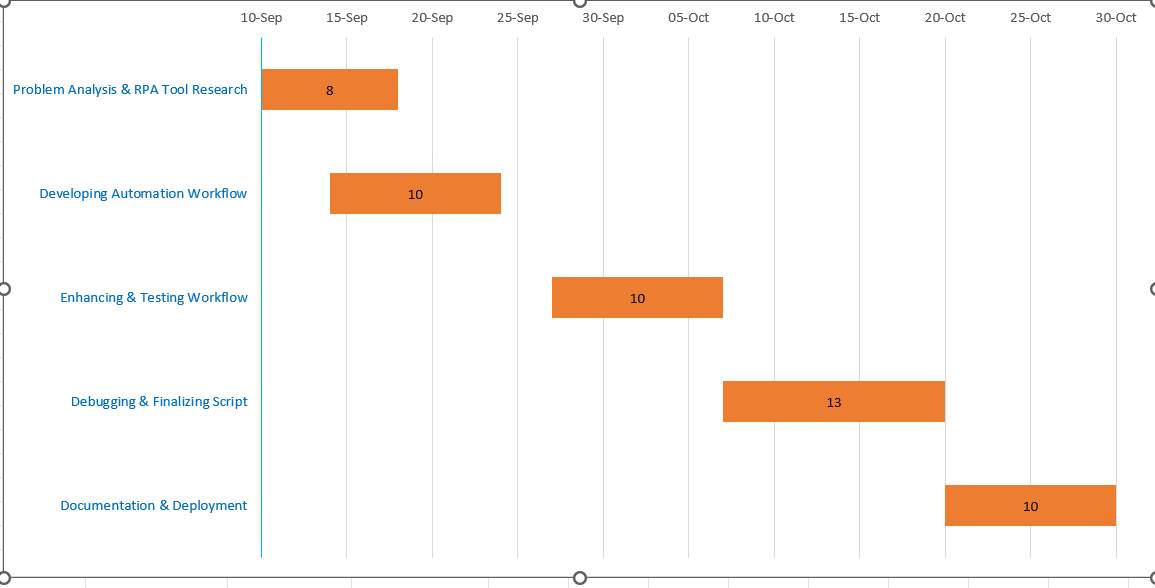 10-Sep 15-Sep 20-Sep 25-Sep 30-Sep 05-Oct 10-Oct 15-Oct 20-Oct 25-Oct 30-Oct
Problem Analysis & RPA Tool Research 8
Developing Automation Workflow 10
Enhancing & Testing Workflow 10
Debugging & Finalizing Script 13
Documentation & Deployment 10